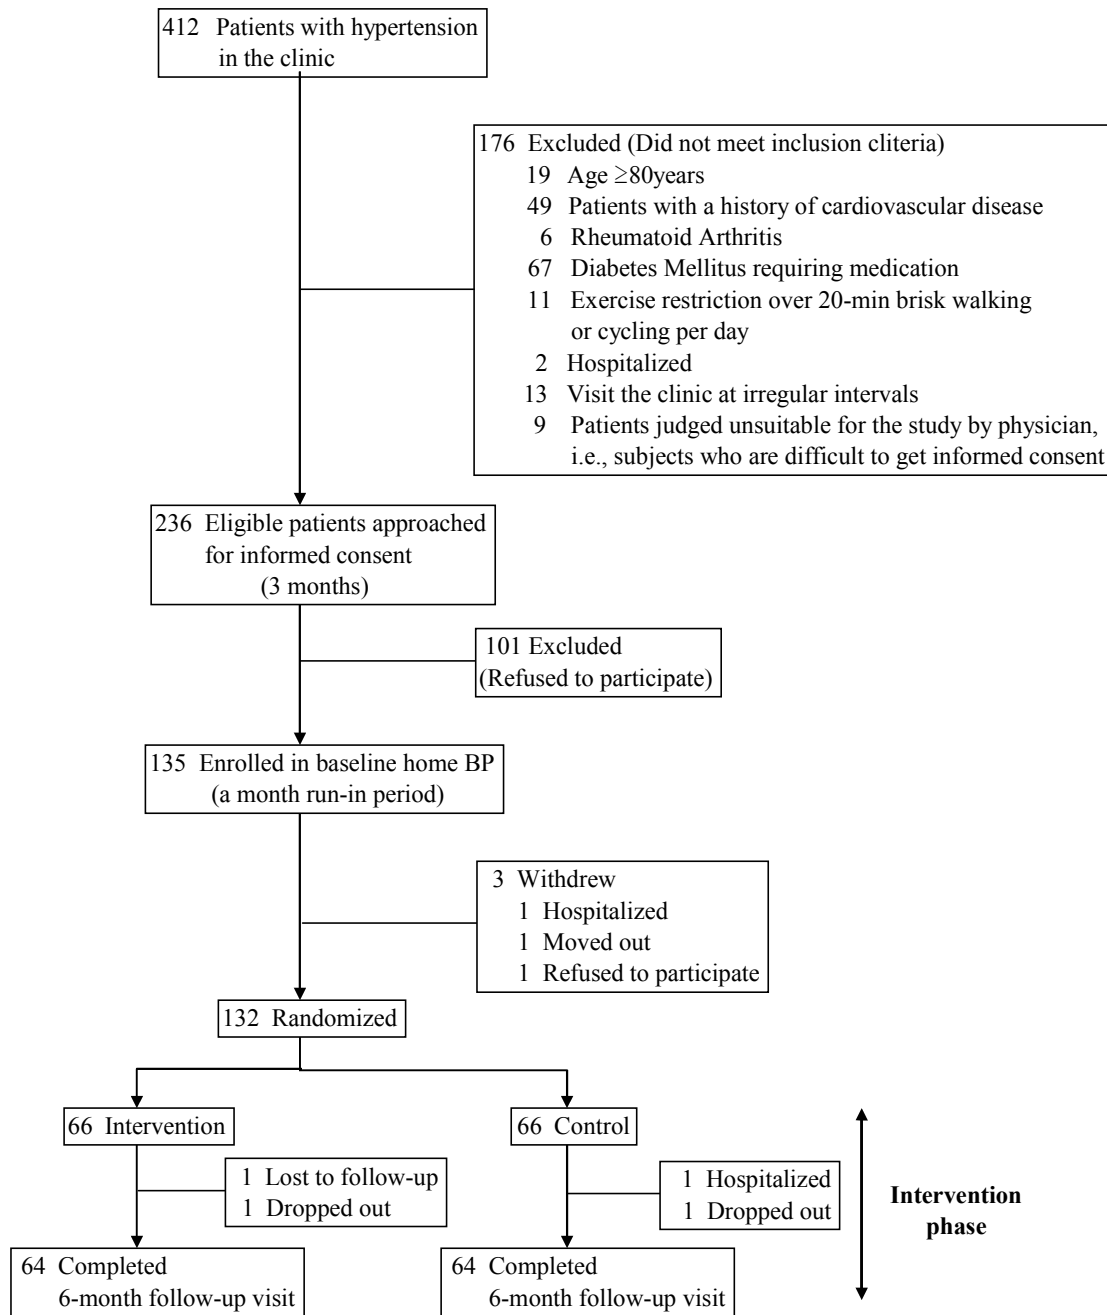 412 Patients with hypertension
in the clinic
176 Excluded (Did not meet inclusion cliteria)
19 Age ≥80years
49 Patients with a history of cardiovascular disease
6 Rheumatoid Arthritis
67 Diabetes Mellitus requiring medication
11 Exercise restriction over 20-min brisk walking
or cycling per day
2 Hospitalized
13 Visit the clinic at irregular intervals
9 Patients judged unsuitable for the study by physician,
i.e., subjects who are difficult to get informed consent
236 Eligible patients approached
for informed consent
(3 months)
101 Excluded
(Refused to participate)
135 Enrolled in baseline home BP
(a month run-in period)
3 Withdrew
1 Hospitalized
1 Moved out
1 Refused to participate
132 Randomized
66 Intervention
66 Control
1 Lost to follow-up
1 Dropped out
1 Hospitalized
1 Dropped out
Intervention
phase
64 Completed
6-month follow-up visit
64 Completed
6-month follow-up visit